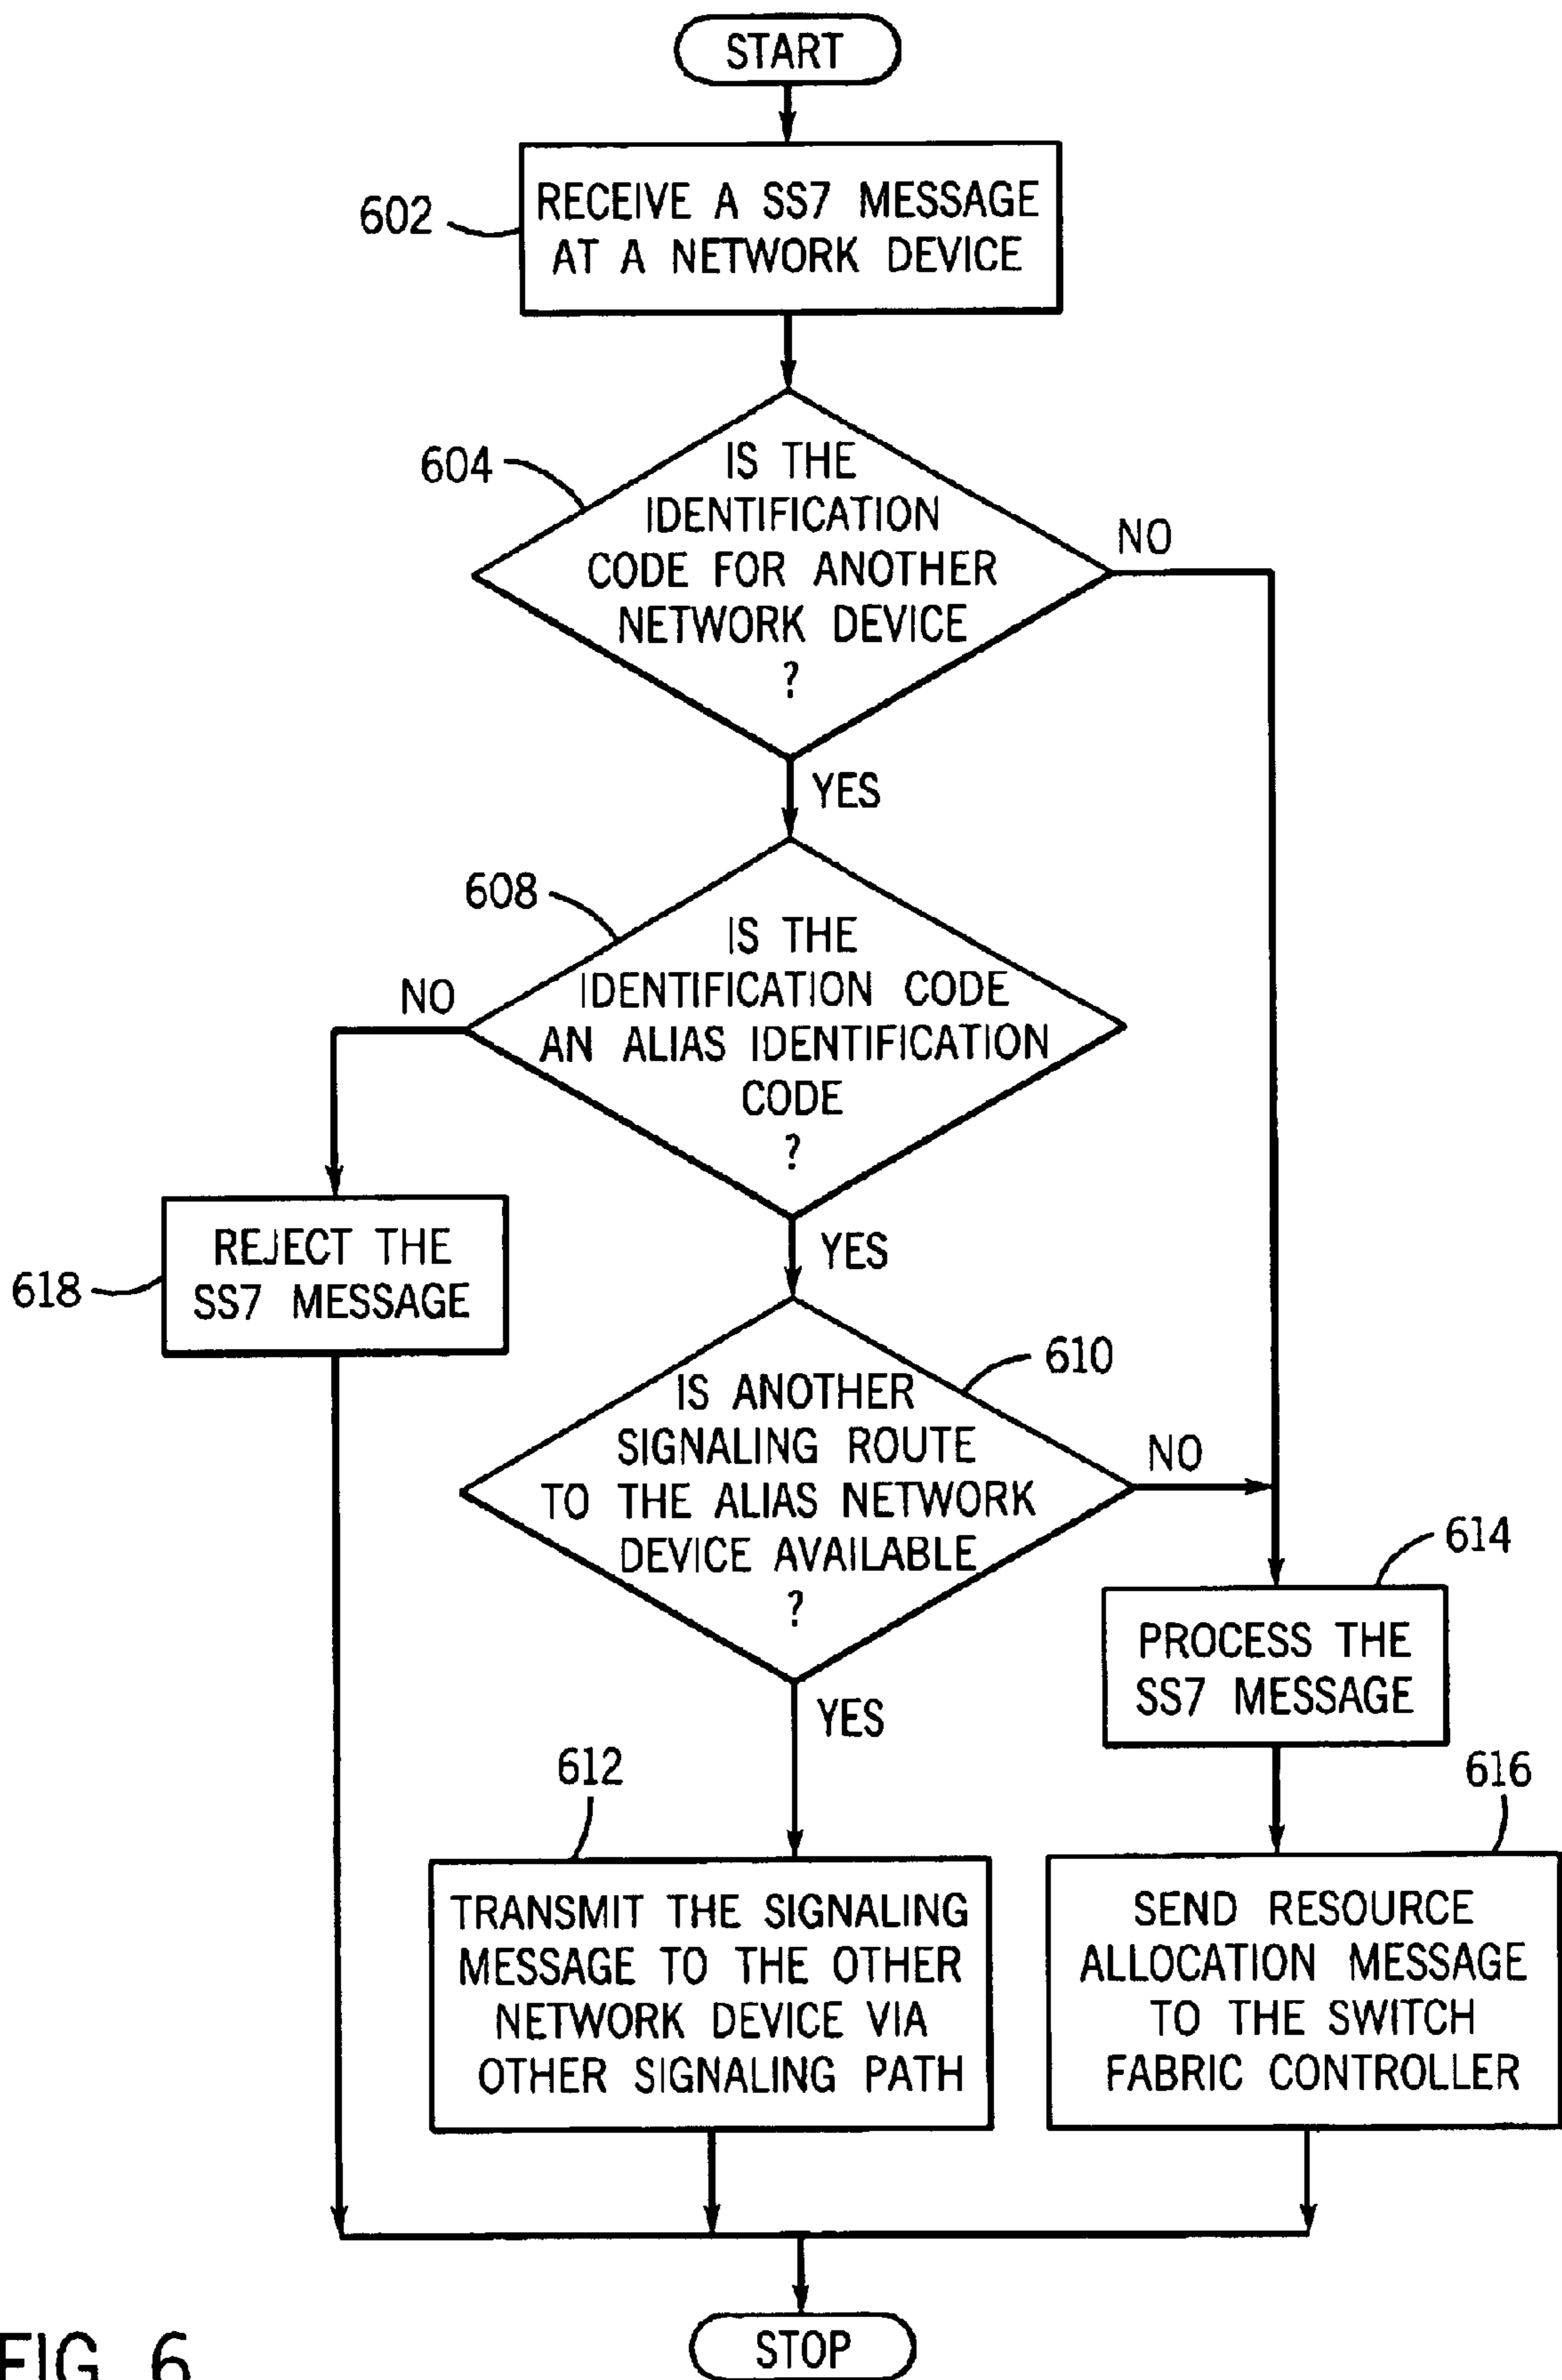 START
602
RECEIVE A SS7 MESSAGE
AT A NETWORK DEVICE
604
IS THE
IDENTIFICATION
CODE FOR ANOTHER
NETWORK DEVICE
?
NO
YES
608
IS THE
IDENTIFICATION CODE
AN ALIAS IDENTIFICATION
CODE
?
NO
YES
REJECT THE
SS7 MESSAGE
618
610
IS ANOTHER
SIGNALING ROUTE
TO THE ALIAS NETWORK
DEVICE AVAILABLE
?
NO
YES
614
PROCESS THE
SS7 MESSAGE
612
TRANSMIT THE SIGNALING
MESSAGE TO THE OTHER
NETWORK DEVICE VIA
OTHER SIGNALING PATH
616
SEND RESOURCE
ALLOCATION MESSAGE
TO THE SWITCH
FABRIC CONTROLLER
STOP
FIG. 6